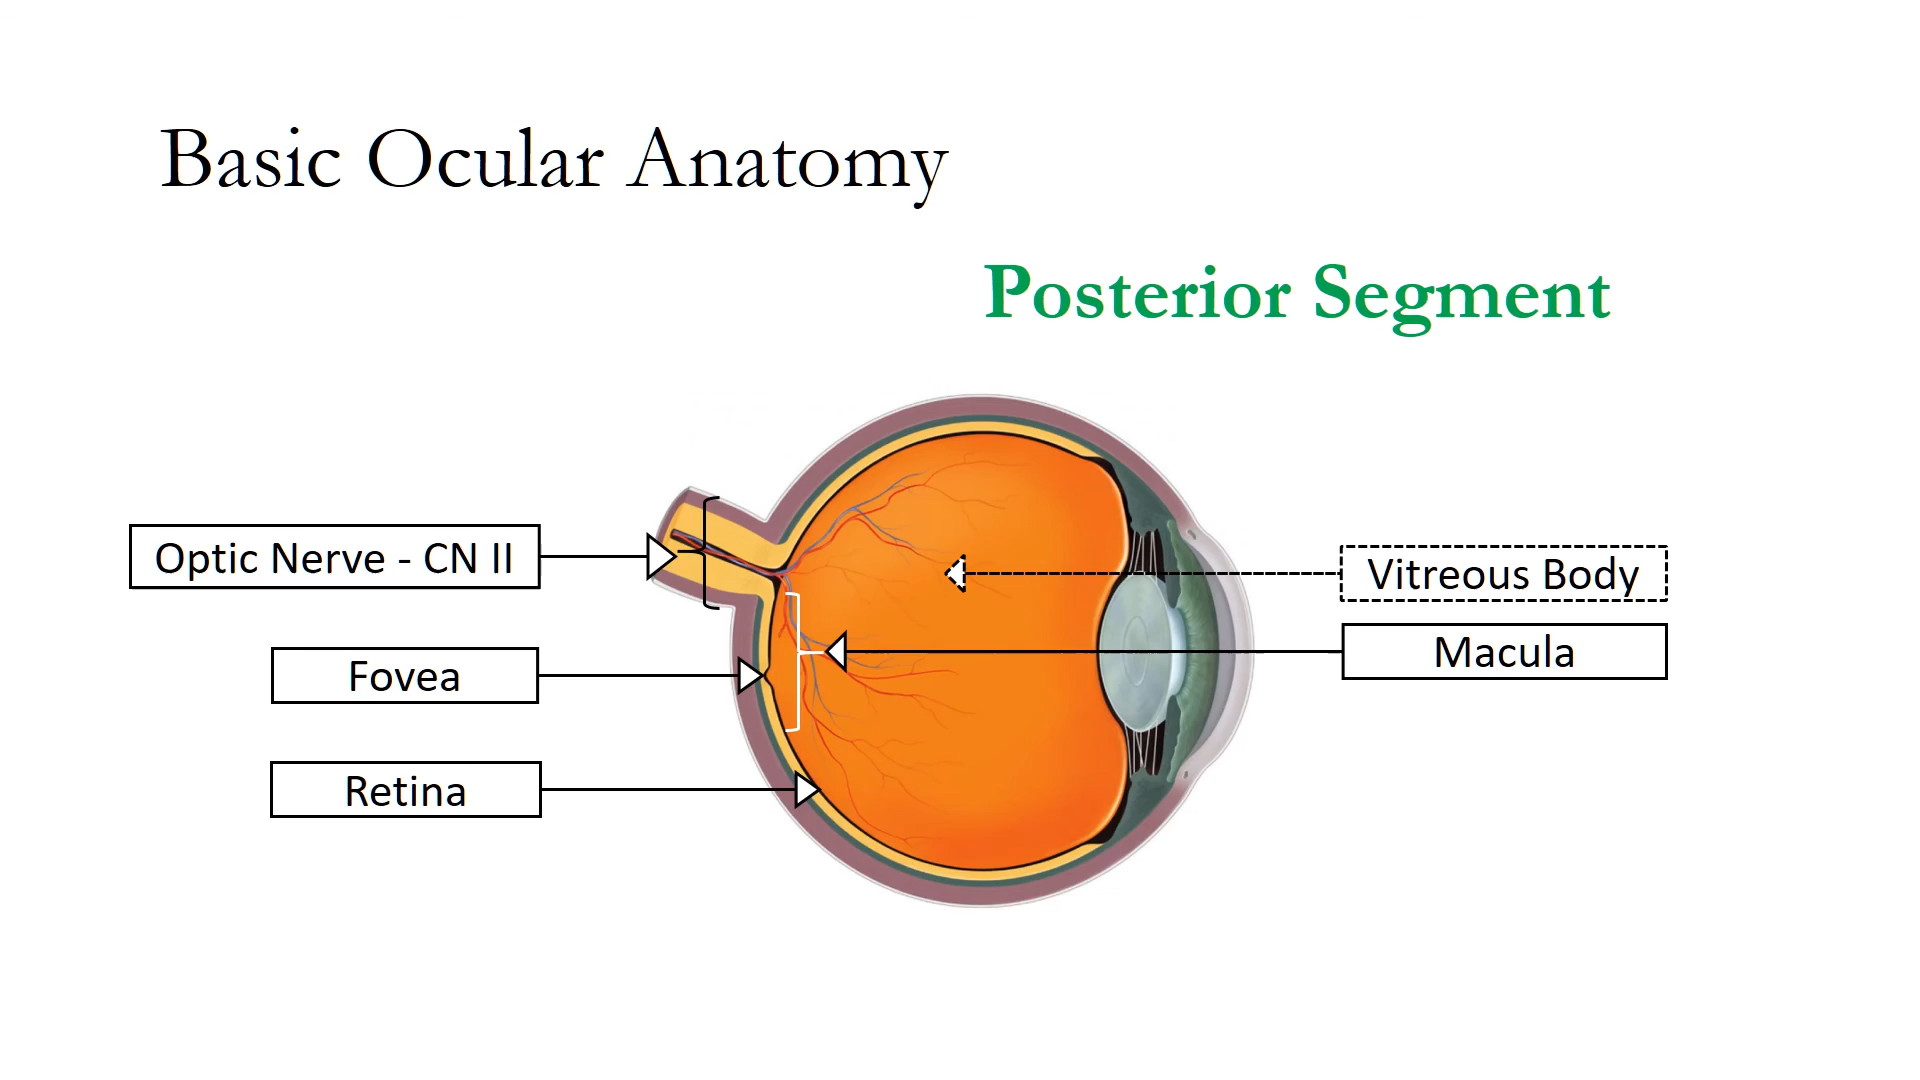 Basic Ocular Anatomy
Posterior Segment
Optic Nerve - CN II
Vitreous Body
Macula
Fovea
Retina